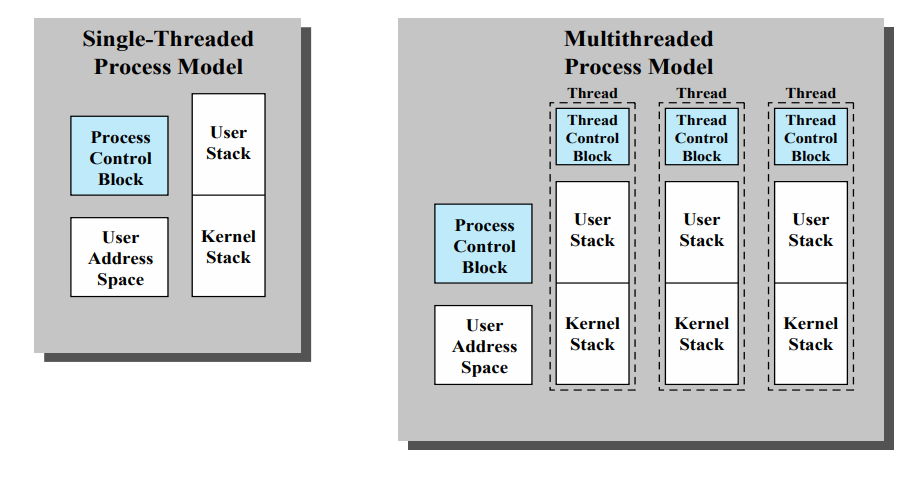 Single-Threaded
Process Model
Process
Control
Block
User
Stack
User
Address
Space
Kernel
Stack
Multithreaded
Process Model
Thread
Thread
Thread
Thread
Control
Block
Thread
Control
Block
Thread
Control
Block
Process
Control
Block
User
Stack
User
Stack
User
Stack
User
Address
Space
Kernel
Stack
Kernel
Stack
Kernel
Stack